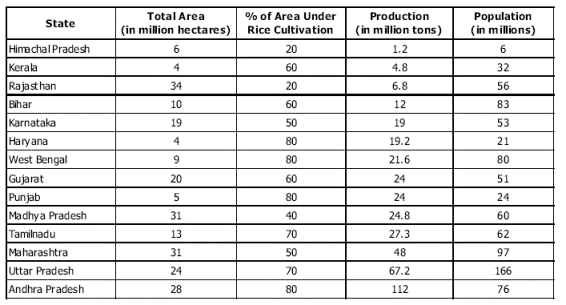 State Total Area (in million hectares) % of Area Under Rice Cultivation Production (in million tons) Population (in millions)
Himachal Pradesh 6 20 1.2 6
Kerala 4 60 4.8 32
Rajasthan 34 20 6.8 56
Bihar 10 60 12 83
Karnataka 19 50 19 53
Haryana 4 80 19.2 21
West Bengal 9 80 21.6 80
Gujarat 20 60 24 51
Punjab 5 80 24 24
Madhya Pradesh 31 40 24.8 60
Tamilnadu 13 70 27.3 62
Maharashtra 31 50 48 97
Uttar Pradesh 24 70 67.2 166
Andhra Pradesh 28 80 112 76